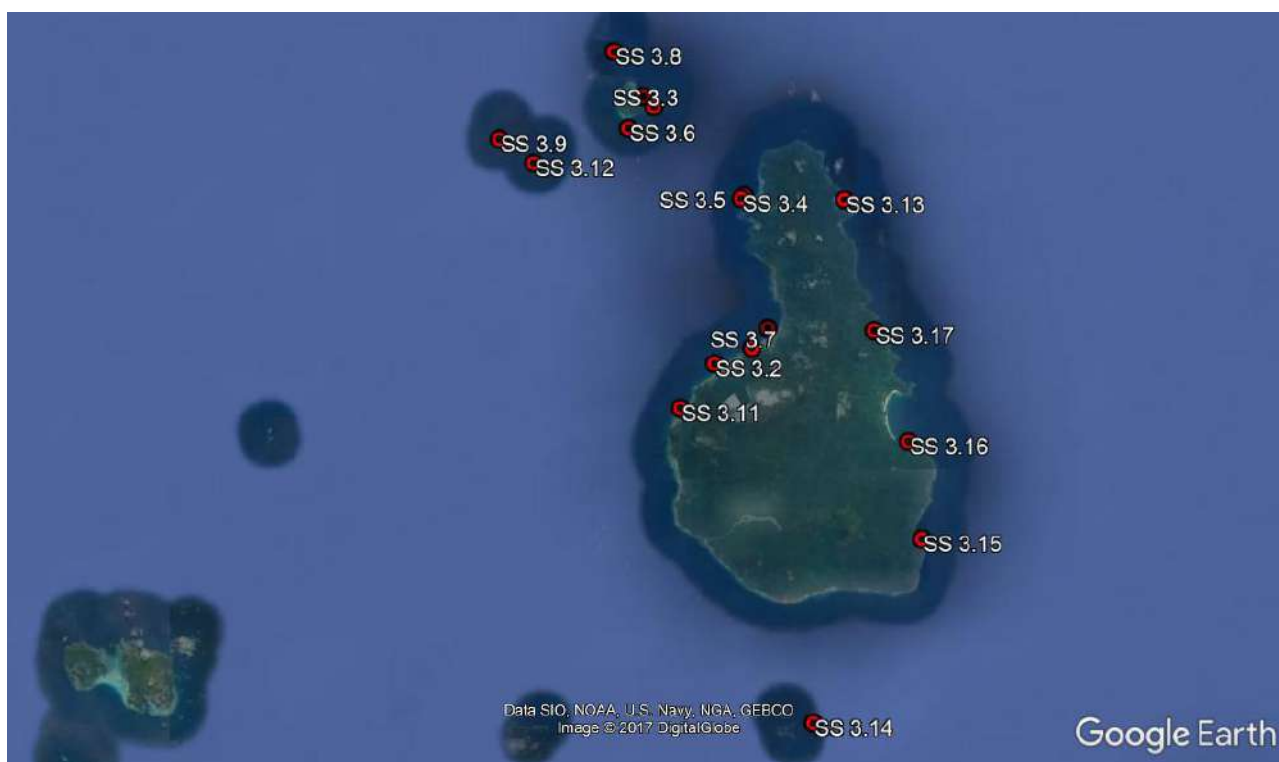 SS 3.8
SS 3.3
SS 3.6
SS 3.9
SS 3.12
SS 3.5
SS 3.4
SS 3.13
SS 3.7
SS 3.17
SS 3.2
SS 3.11
SS 3.16
SS 3.15
Data SIO, NOAA, U.S. Navy, NGA, GEBCO
Image © 2017 DigitalGlobe
SS 3.14
Google Earth